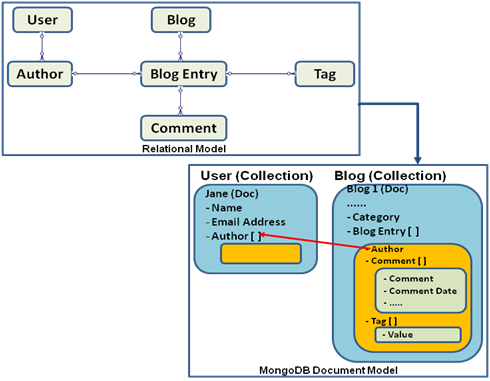 User
Blog
Author
Blog Entry
Tag
Comment
Relational Model
User (Collection)
Jane (Doc)
- Name
- Email Address
- Author [ ]
Blog (Collection)
Blog 1 (Doc)
......
- Category
- Blog Entry [ ]
- Author
- Comment [ ]
- Comment
- Comment Date
- .....
- Tag [ ]
- Value
MongoDB Document Model